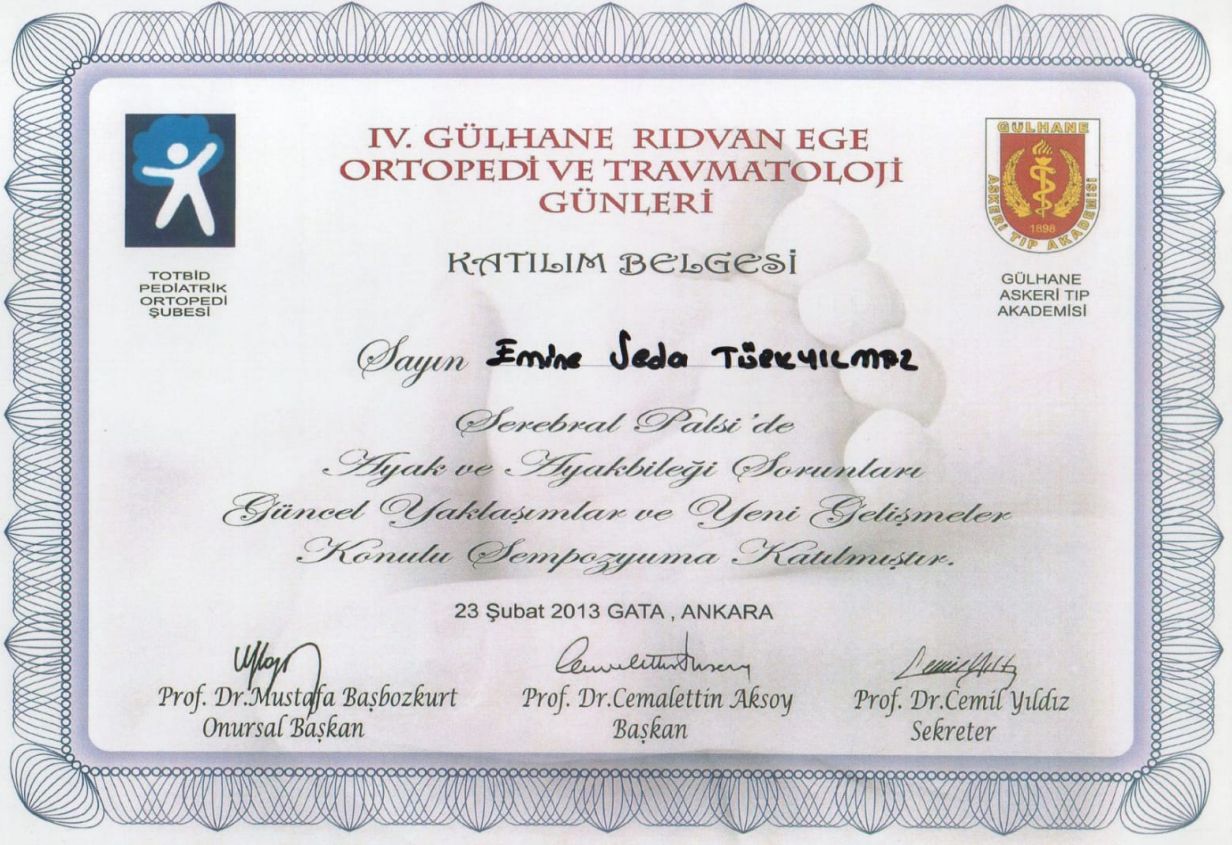 IV. GÜLHANE RIDVAN EGE
ORTOPEDİ VE TRAVMATOLOJİ
GÜNLERİ
KATILIM BELGESİ
TOTBİD
PEDİATRİK
ORTOPEDİ
ŞUBESİ
GÜLHANE
ASKERİ TIP AKADEMİSİ
1898
GÜLHANE
ASKERİ TIP
AKADEMİSİ
Sayın Emine Seda TÜRKYILMAZ
Serebral Palsi'de
Ayak ve Ayakbileği Sorunları
Güncel Yaklaşımlar ve Yeni Gelişmeler
Konulu Sempozyuma Katılmıştır.
23 Şubat 2013 GATA , ANKARA
Prof. Dr.Mustafa Başbozkurt
Onursal Başkan
Prof. Dr.Cemalettin Aksoy
Başkan
Prof. Dr.Cemil Yıldız
Sekreter